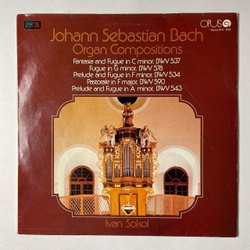 OPUS
Johann Sebastian Bach
Organ Compositions
Fantasia and Fugue in C minor, BWV 537
Fugue in G minor, BWV 578
Prelude and Fugue in F minor, BWV 534
Pastorale in F major, BWV 590
Prelude and Fugue in A minor, BWV 543
Ivan Sokol